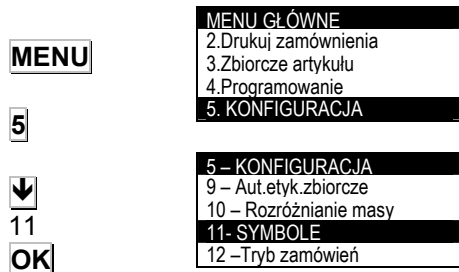 MENU
5
↓
11
OK
MENU GŁÓWNE
2.Drukuj zamównienia
3.Zbiorcze artykułu
4.Programowanie
5. KONFIGURACJA
5 – KONFIGURACJA
9 – Aut.etyk.zbiorcze
10 – Rozróżnianie masy
11- SYMBOLE
12 –Tryb zamówień